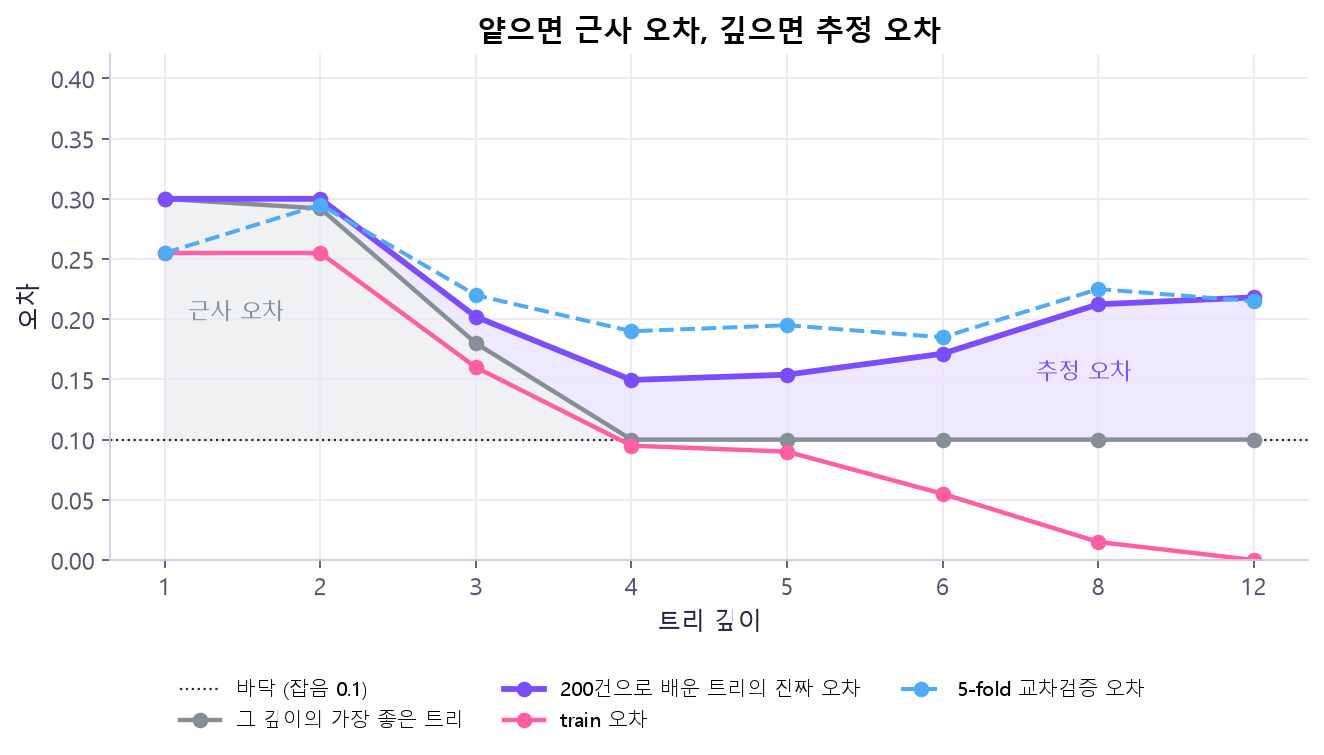 얕으면 근사 오차, 깊으면 추정 오차
0.40
0.35
0.30
0.25
0.20
0.15
0.10
0.05
0.00
오차
근사 오차
추정 오차
1 2 3 4 5 6 8 12
트리 깊이
바닥 (잡음 0.1)
200건으로 배운 트리의 진짜 오차
5-fold 교차검증 오차
그 깊이의 가장 좋은 트리
train 오차